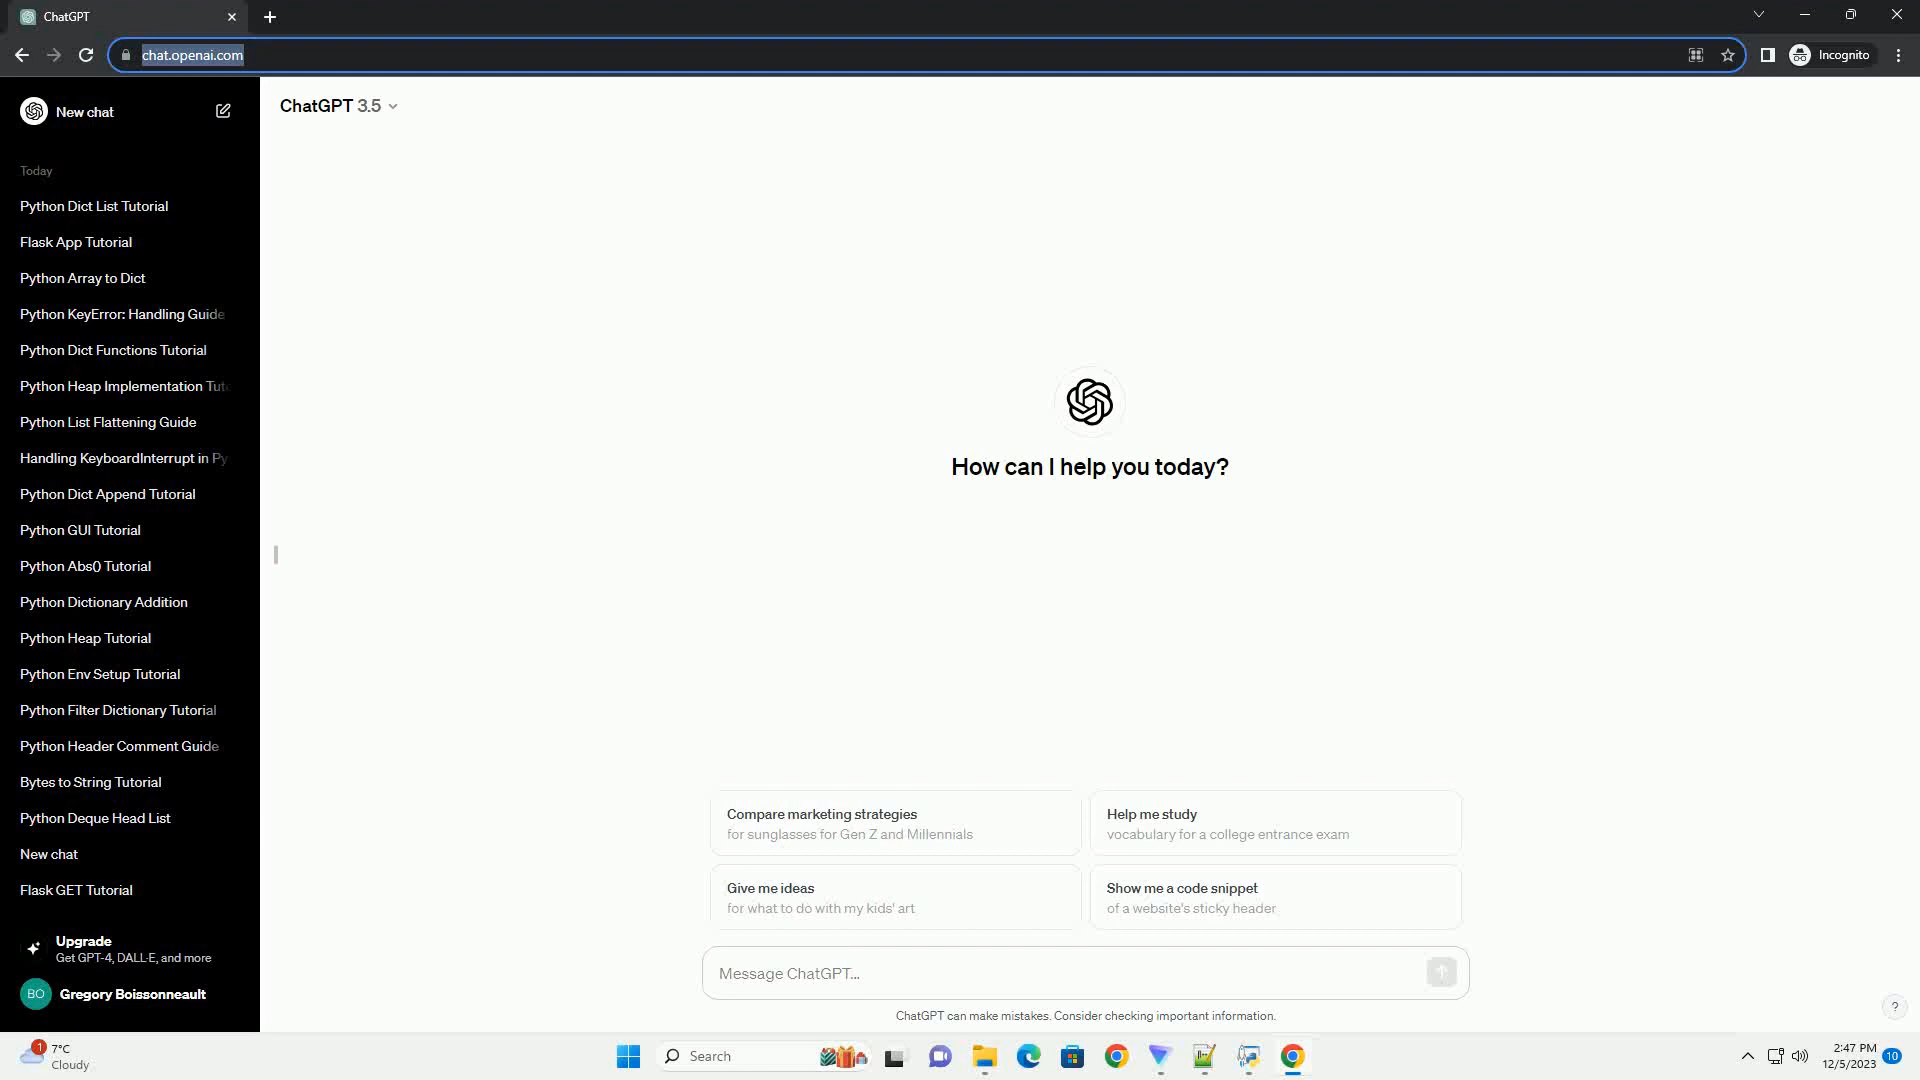 ChatGPT
chat.openai.com
Incognito
New chat
ChatGPT 3.5
Today
Python Dict List Tutorial
Flask App Tutorial
Python Array to Dict
Python KeyError: Handling Guide
Python Dict Functions Tutorial
Python Heap Implementation Tut
Python List Flattening Guide
Handling KeyboardInterrupt in Py
Python Dict Append Tutorial
Python GUI Tutorial
Python Abs() Tutorial
Python Dictionary Addition
Python Heap Tutorial
Python Env Setup Tutorial
Python Filter Dictionary Tutorial
Python Header Comment Guide
Bytes to String Tutorial
Python Deque Head List
New chat
Flask GET Tutorial
Upgrade
Get GPT-4, DALL·E, and more
BO
Gregory Boissonneault
How can I help you today?
Compare marketing strategies
for sunglasses for Gen Z and Millennials
Help me study
vocabulary for a college entrance exam
Give me ideas
for what to do with my kids' art
Show me a code snippet
of a website's sticky header
Message ChatGPT...
ChatGPT can make mistakes. Consider checking important information.
?
1
7°C
Cloudy
Search
2:47 PM
12/5/2023
10